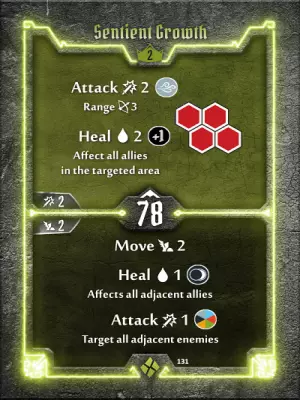 Sentient Growth
2
Attack 2
Range 3
Heal 2 +1
Affect all allies
in the targeted area
2
78
2
Move 2
Heal 1
Affects all adjacent allies
Attack 1
Target all adjacent enemies
131